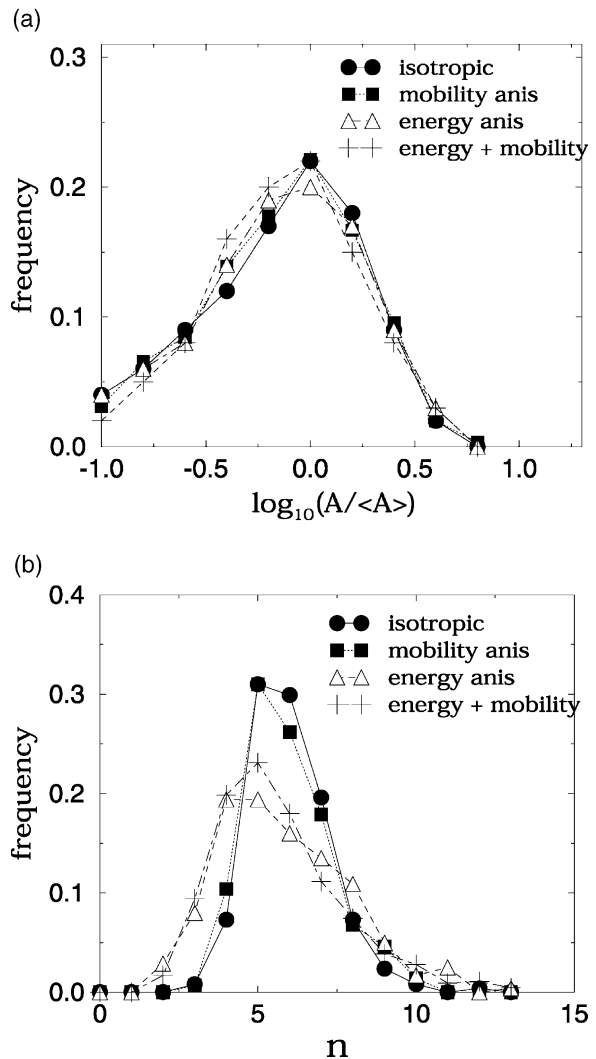 (a)
0.3
0.2
0.1
0.0
frequency
isotropic
mobility anis
energy anis
energy + mobility
-1.0 -0.5 0.0 0.5 1.0
log₁₀(A/<A>)
(b)
0.4
0.3
0.2
0.1
0.0
frequency
isotropic
mobility anis
energy anis
energy + mobility
0 5 10 15
n